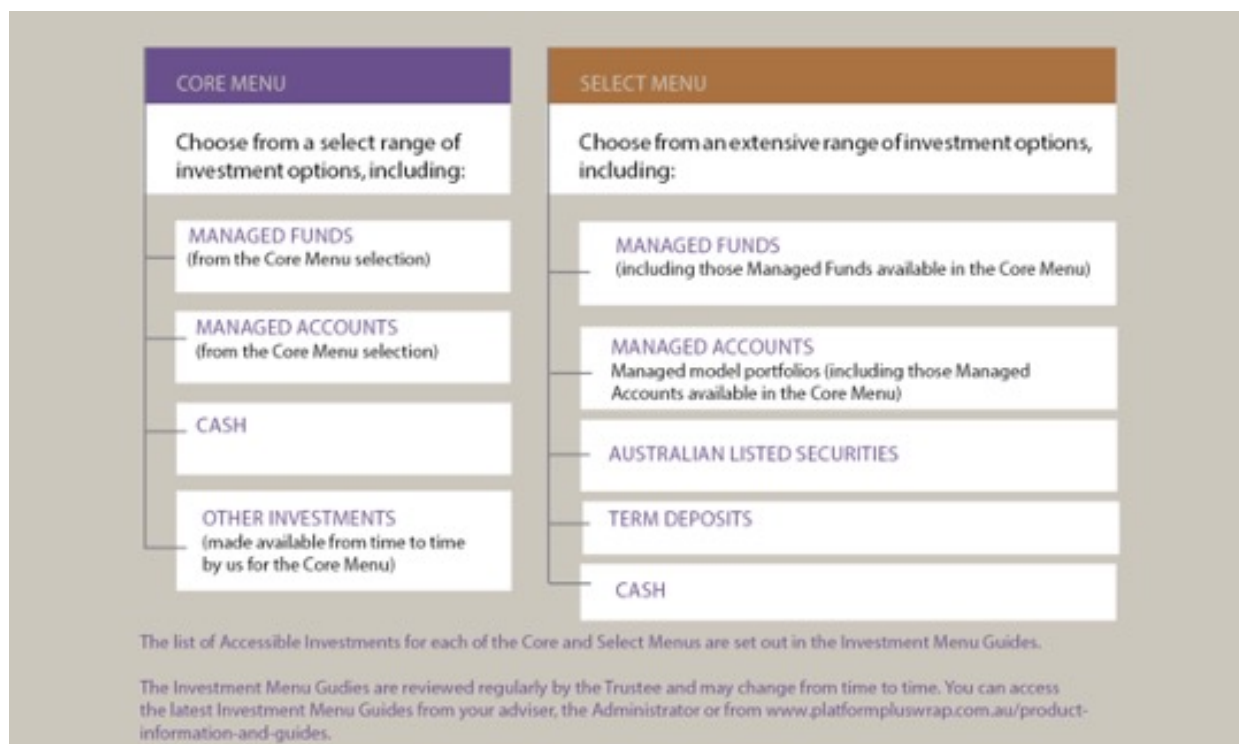 CORE MENU
Choose from a select range of
investment options, including:
MANAGED FUNDS
(from the Core Menu selection)
MANAGED ACCOUNTS
(from the Core Menu selection)
CASH
OTHER INVESTMENTS
(made available from time to time
by us for the Core Menu)
SELECT MENU
Choose from an extensive range of investment options,
including:
MANAGED FUNDS
(including those Managed Funds available in the Core Menu)
MANAGED ACCOUNTS
Managed model portfolios (including those Managed
Accounts available in the Core Menu)
AUSTRALIAN LISTED SECURITIES
TERM DEPOSITS
CASH
The list of Accessible Investments for each of the Core and Select Menus are set out in the Investment Menu Guides.
The Investment Menu Gudies are reviewed regularly by the Trustee and may change from time to time. You can access
the latest Investment Menu Guides from your adviser, the Administrator or from www.platformpluswrap.com.au/product-
information-and-guides.